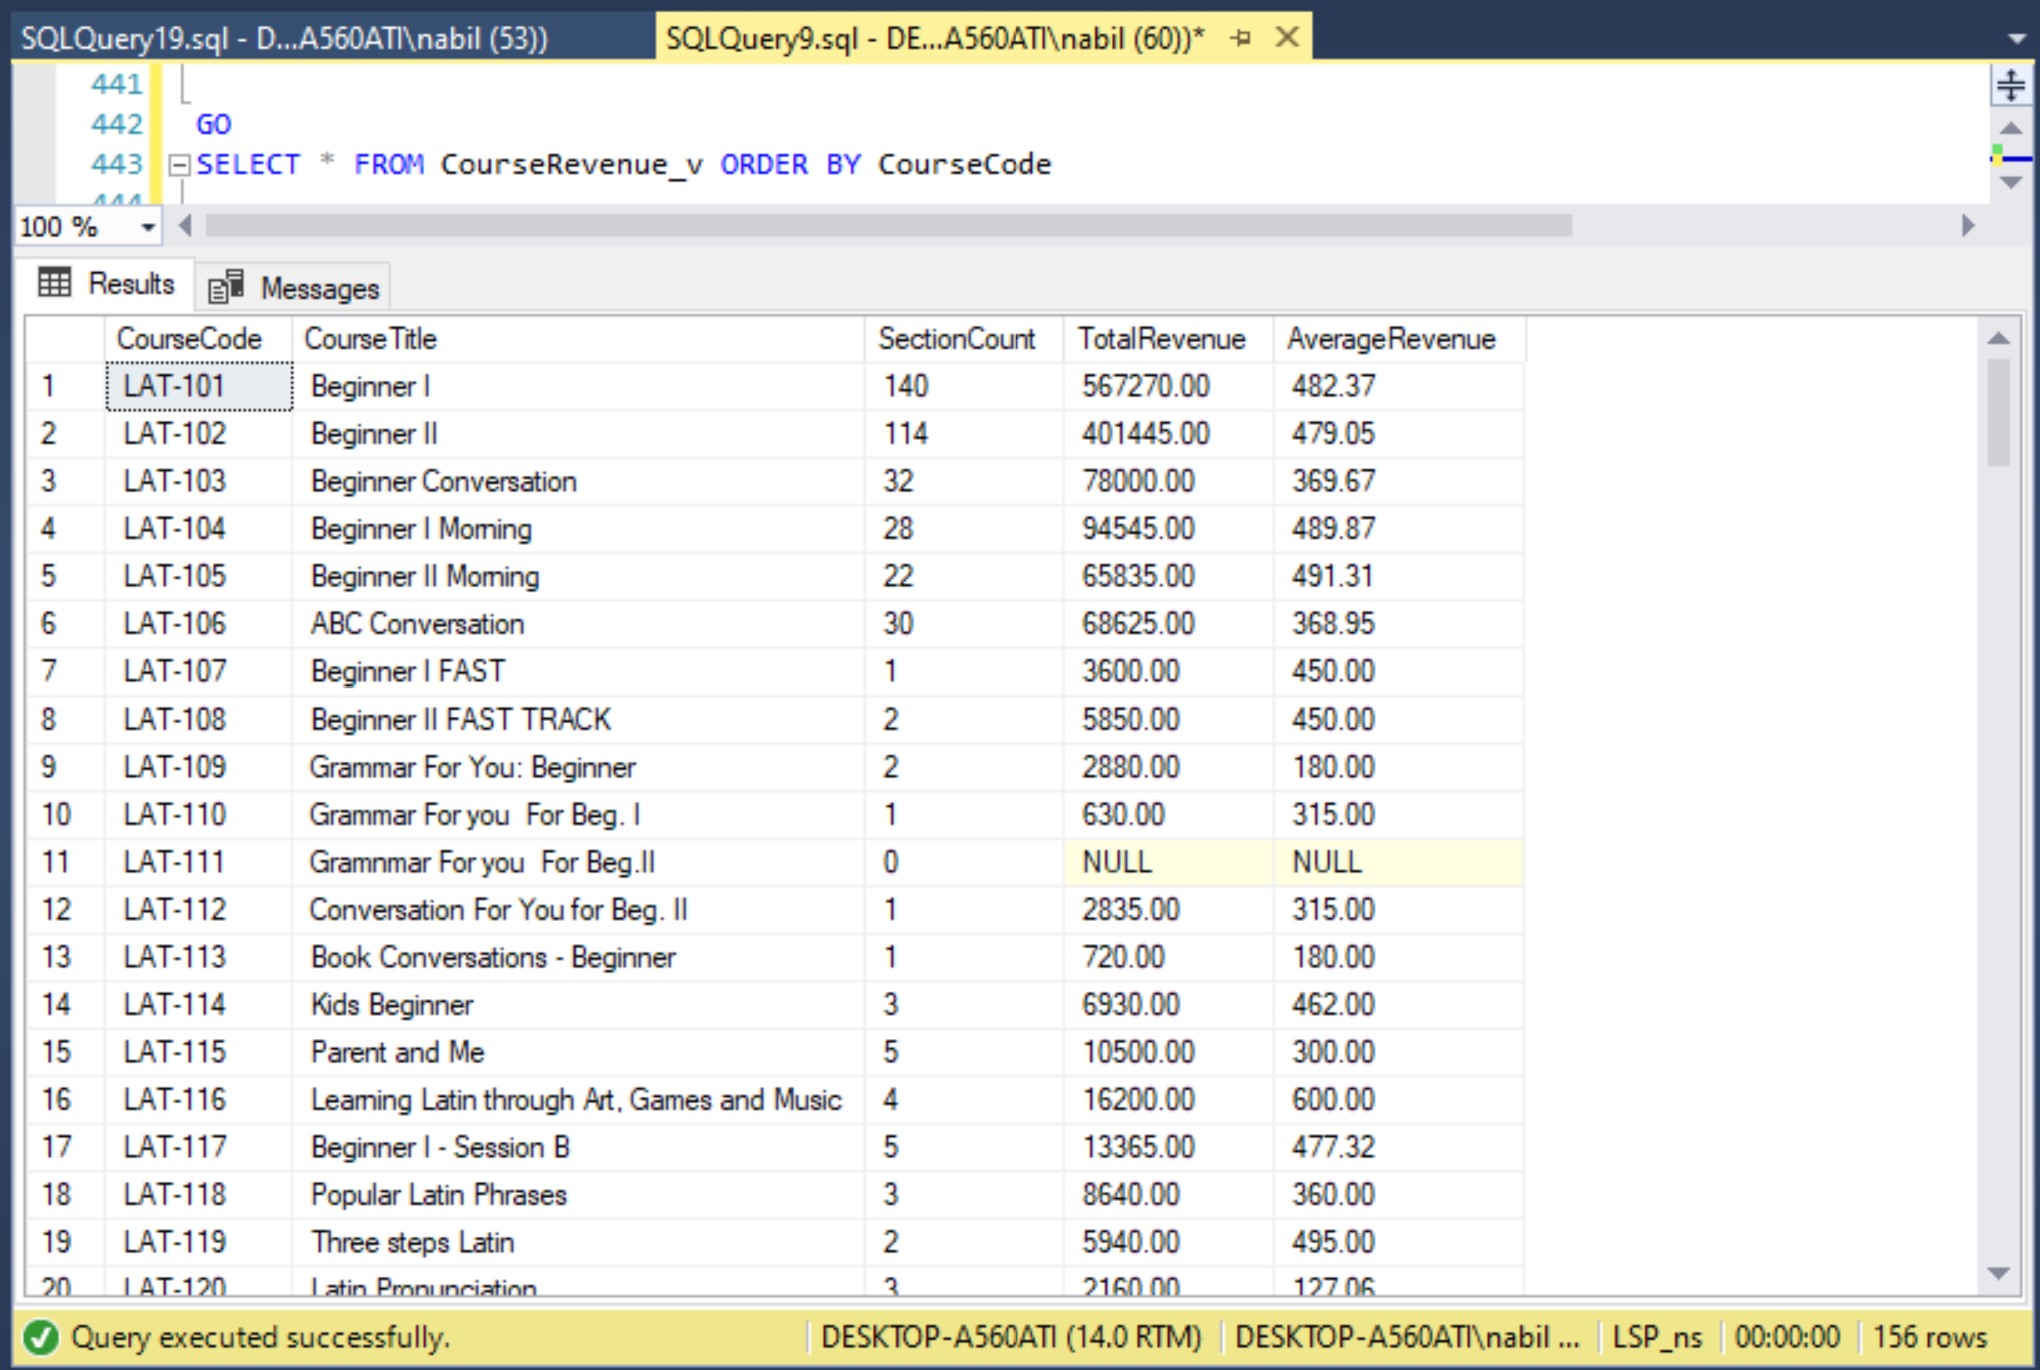 SQLQuery19.sql - D...A560ATI\nabil (53)) SQLQuery9.sql - DE...A560ATI\nabil (60))*
441
442 GO
443 SELECT * FROM CourseRevenue_v ORDER BY CourseCode
444
100 %
Results Messages
CourseCode CourseTitle SectionCount TotalRevenue AverageRevenue
1 LAT-101 Beginner I 140 567270.00 482.37
2 LAT-102 Beginner II 114 401445.00 479.05
3 LAT-103 Beginner Conversation 32 78000.00 369.67
4 LAT-104 Beginner I Morning 28 94545.00 489.87
5 LAT-105 Beginner II Morning 22 65835.00 491.31
6 LAT-106 ABC Conversation 30 68625.00 368.95
7 LAT-107 Beginner I FAST 1 3600.00 450.00
8 LAT-108 Beginner II FAST TRACK 2 5850.00 450.00
9 LAT-109 Grammar For You: Beginner 2 2880.00 180.00
10 LAT-110 Grammar For you  For Beg. I 1 630.00 315.00
11 LAT-111 Gramnmar For you  For Beg.II 0 NULL NULL
12 LAT-112 Conversation For You for Beg. II 1 2835.00 315.00
13 LAT-113 Book Conversations - Beginner 1 720.00 180.00
14 LAT-114 Kids Beginner 3 6930.00 462.00
15 LAT-115 Parent and Me 5 10500.00 300.00
16 LAT-116 Learning Latin through Art, Games and Music 4 16200.00 600.00
17 LAT-117 Beginner I - Session B 5 13365.00 477.32
18 LAT-118 Popular Latin Phrases 3 8640.00 360.00
19 LAT-119 Three steps Latin 2 5940.00 495.00
20 LAT-120 Latin Pronunciation 3 2160.00 127.06
Query executed successfully. DESKTOP-A560ATI (14.0 RTM) DESKTOP-A560ATI\nabil ... LSP_ns 00:00:00 156 rows